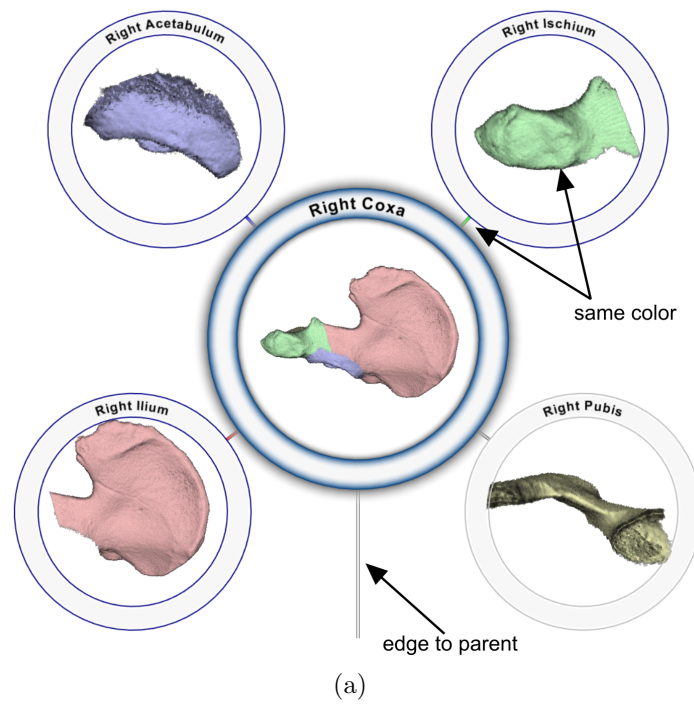 Right Acetabulum
Right Ischium
Right Coxa
same color
Right Ilium
Right Pubis
edge to parent
(a)